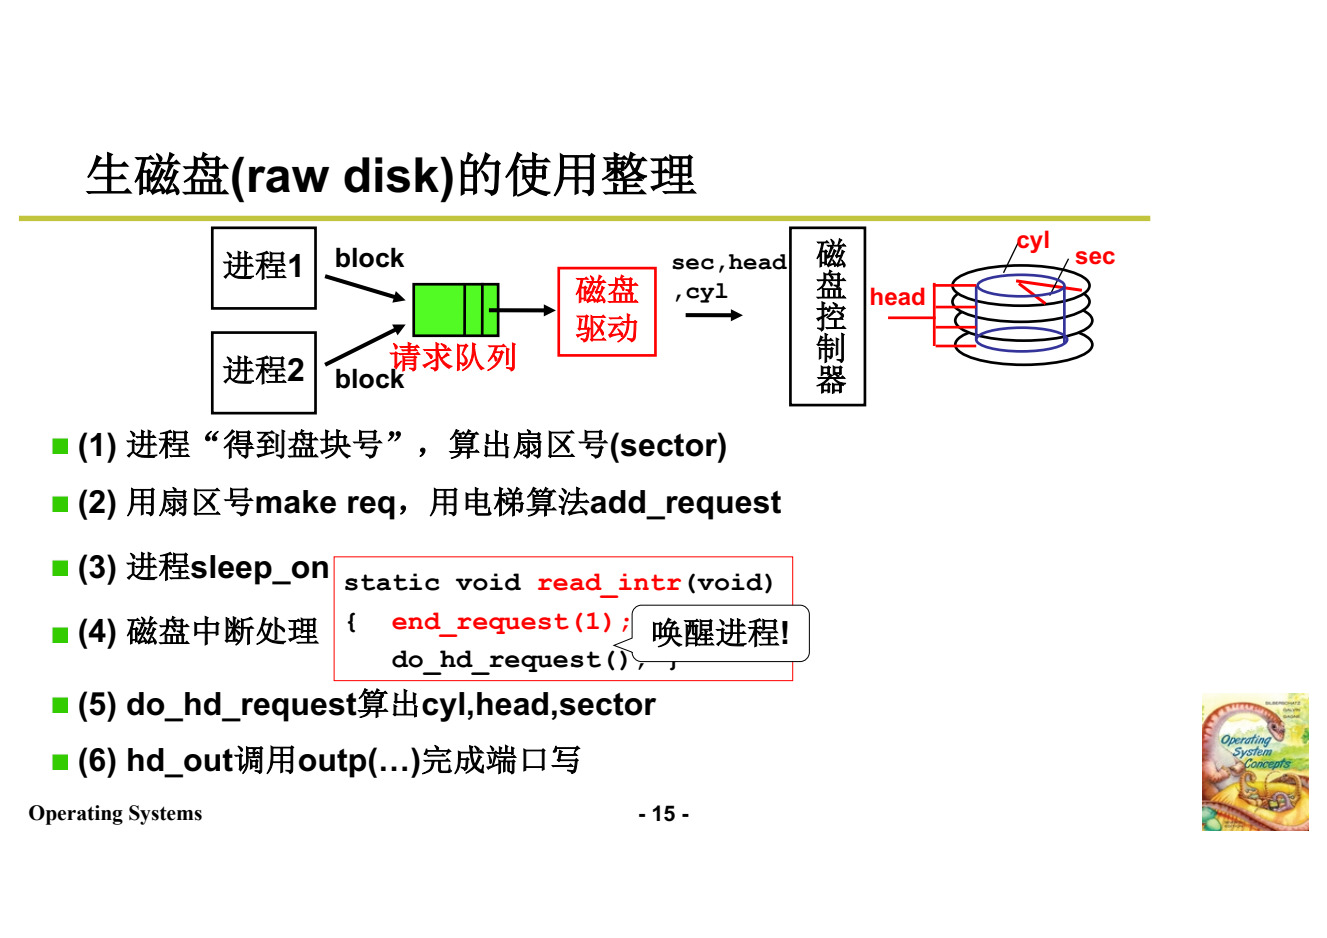 生磁盘(raw disk)的使用整理
进程1
block
进程2
block
请求队列
磁盘
驱动
sec,head
,cyl
磁
盘
控
制
器
head
cyl
sec
(1) 进程“得到盘块号”，算出扇区号(sector)
(2) 用扇区号make req，用电梯算法add_request
(3) 进程sleep_on
(4) 磁盘中断处理
static void read_intr(void)
{ end_request(1);
do_hd_request(); }
唤醒进程!
(5) do_hd_request算出cyl,head,sector
(6) hd_out调用outp(…)完成端口写
Operating Systems
- 15 -
SILBERSCHATZ
GALVIN
GAGNE
Operating
System
Concepts